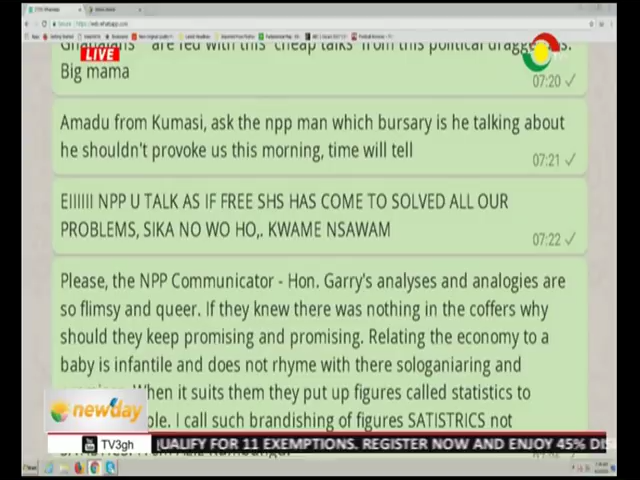 LIVE
Ghanaians" are fed with this "cheap talks" from this political
Big mama
07:20
Amadu from Kumasi, ask the npp man which bursary is he talking about
he shouldn't provoke us this morning, time will tell
07:21
EIIIIII NPP U TALK AS IF FREE SHS HAS COME TO SOLVED ALL OUR
PROBLEMS, SIKA NO WO HO,. KWAME NSAWAM
07:22
Please, the NPP Communicator - Hon. Garry's analyses and analogies are
so flimsy and queer. If they knew there was nothing in the coffers why
should they keep promising and promising. Relating the economy to a
baby is infantile and does not rhyme with there sologaniaring and
When it suits them they put up figures called statistics to
I call such brandishing of figures SATISTRICS not
newday
You Tube TV3gh
QUALIFY FOR 11 EXEMPTIONS. REGISTER NOW AND ENJOY 45% DIS